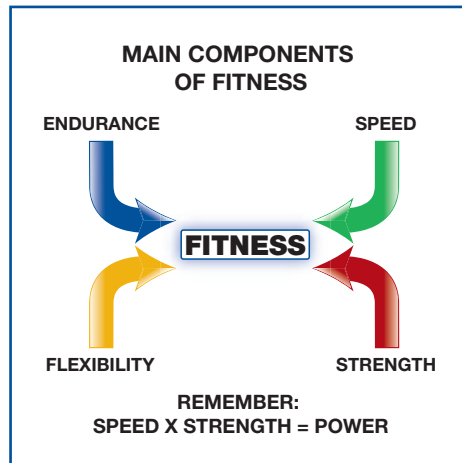 MAIN COMPONENTS
OF FITNESS
ENDURANCE
SPEED
FITNESS
FLEXIBILITY
STRENGTH
REMEMBER:
SPEED X STRENGTH = POWER